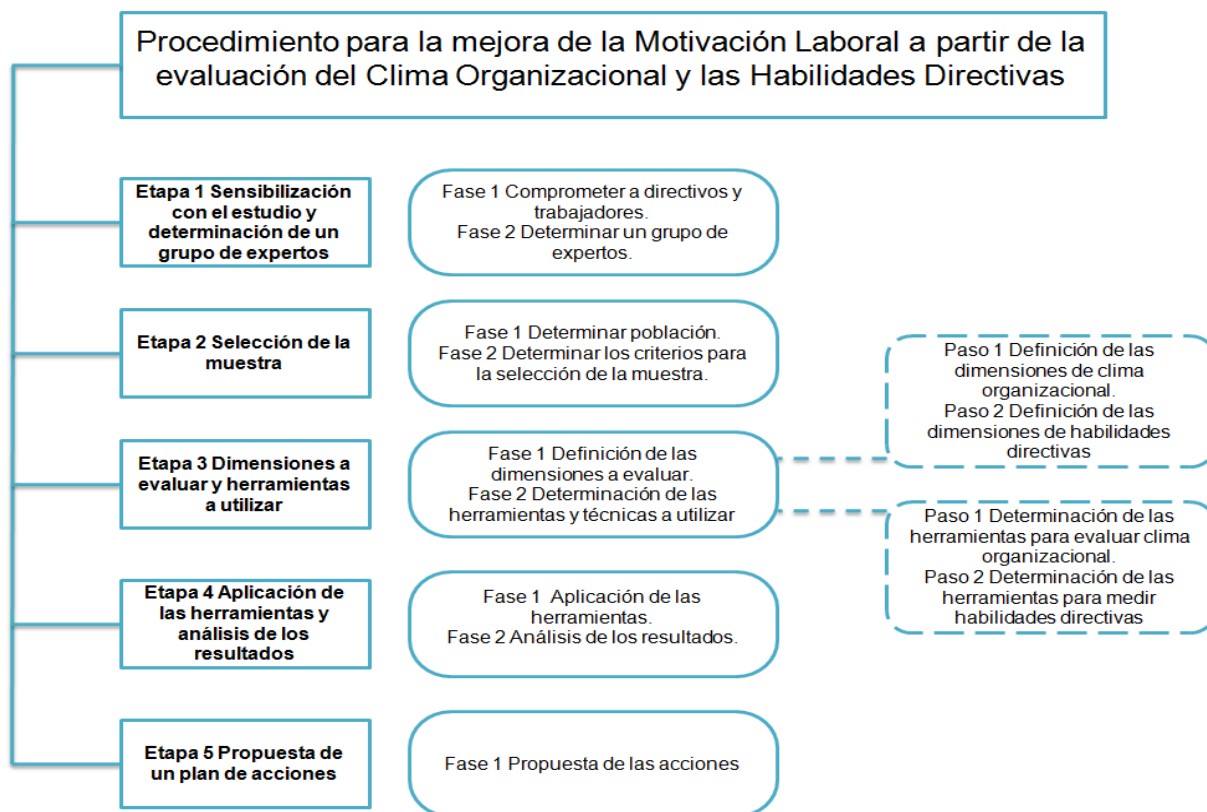 Procedimiento para la mejora de la Motivación Laboral a partir de la
evaluación del Clima Organizacional y las Habilidades Directivas
Etapa 1 Sensibilización
con el estudio y
determinación de un
grupo de expertos
Fase 1 Comprometer a directivos y
trabajadores.
Fase 2 Determinar un grupo de
expertos.
Etapa 2 Selección de la
muestra
Fase 1 Determinar población.
Fase 2 Determinar los criterios para
la selección de la muestra.
Etapa 3 Dimensiones a
evaluar y herramientas
a utilizar
Fase 1 Definición de las
dimensiones a evaluar.
Fase 2 Determinación de las
herramientas y técnicas a utilizar
Paso 1 Definición de las
dimensiones de clima
organizacional.
Paso 2 Definición de las
dimensiones de habilidades
directivas
Paso 1 Determinación de las
herramientas para evaluar clima
organizacional.
Paso 2 Determinación de las
herramientas para medir
habilidades directivas
Etapa 4 Aplicación de
las herramientas y
análisis de los
resultados
Fase 1 Aplicación de las
herramientas.
Fase 2 Análisis de los resultados.
Etapa 5 Propuesta de
un plan de acciones
Fase 1 Propuesta de las acciones